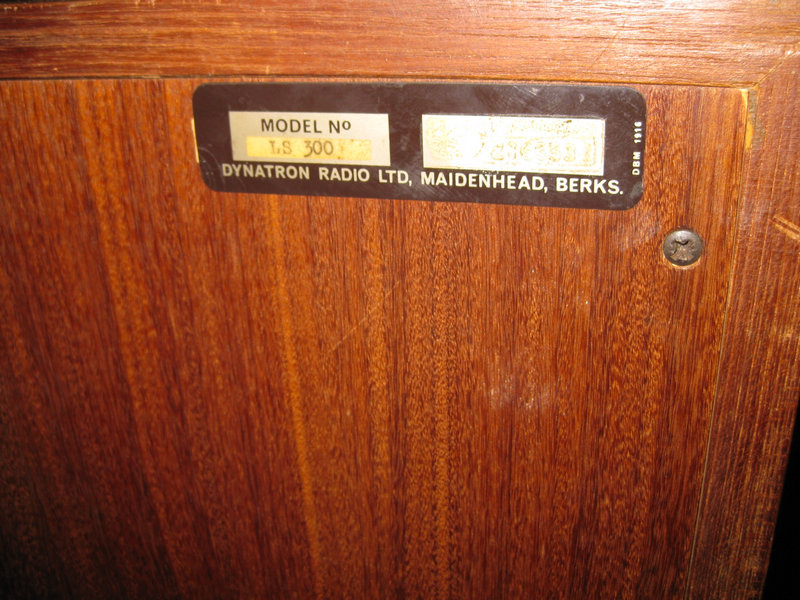 MODEL Nº
LS 300
DYNATRON RADIO LTD, MAIDENHEAD, BERKS.
DBM 1916